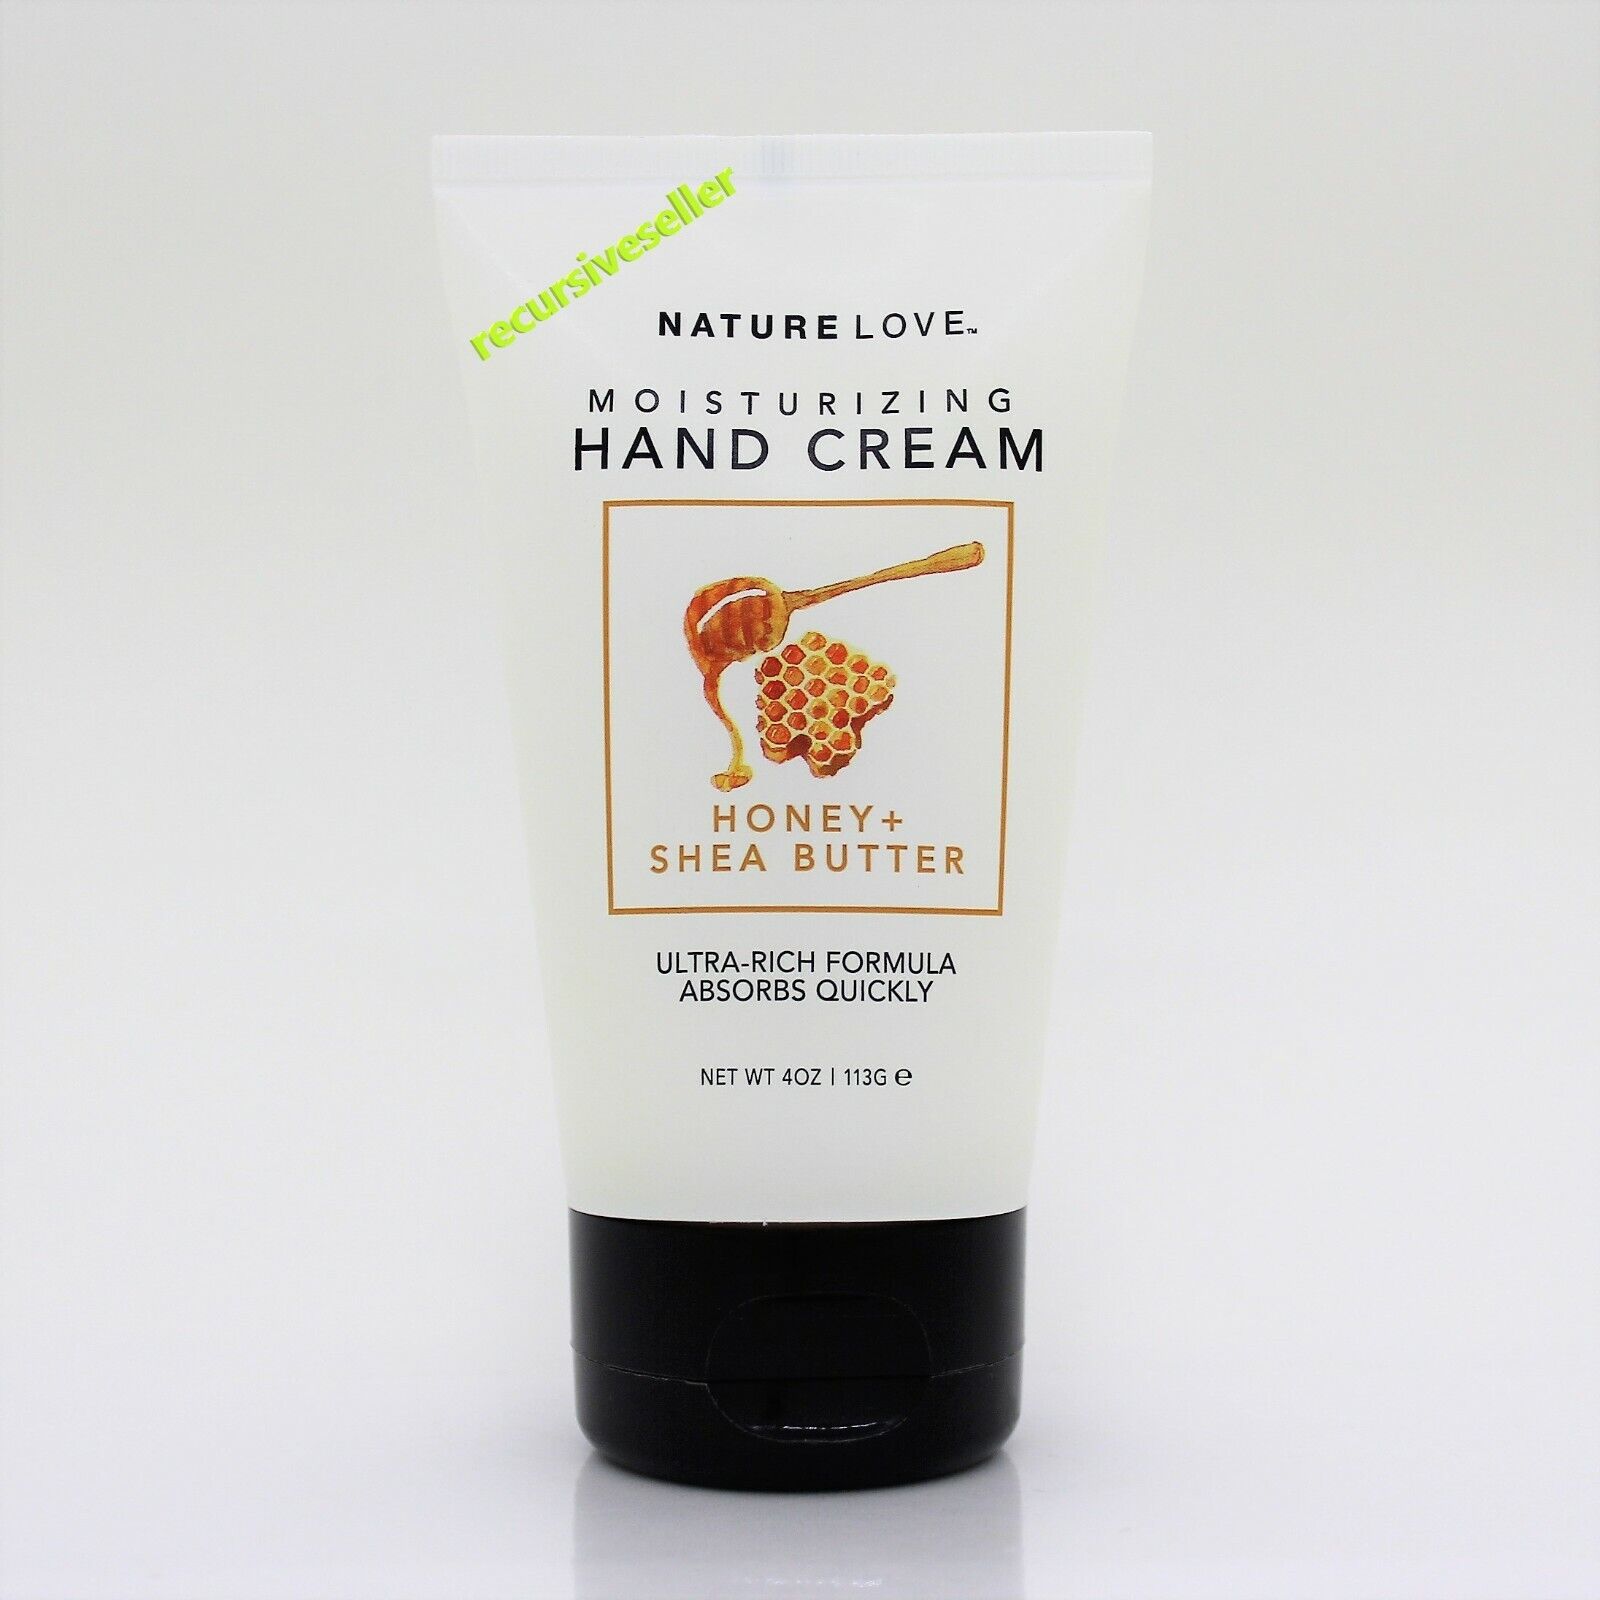 recursiveseller
NATURE LOVE™
MOISTURIZING
HAND CREAM
HONEY+
SHEA BUTTER
ULTRA-RICH FORMULA
ABSORBS QUICKLY
NET WT 4OZ | 113G ℮